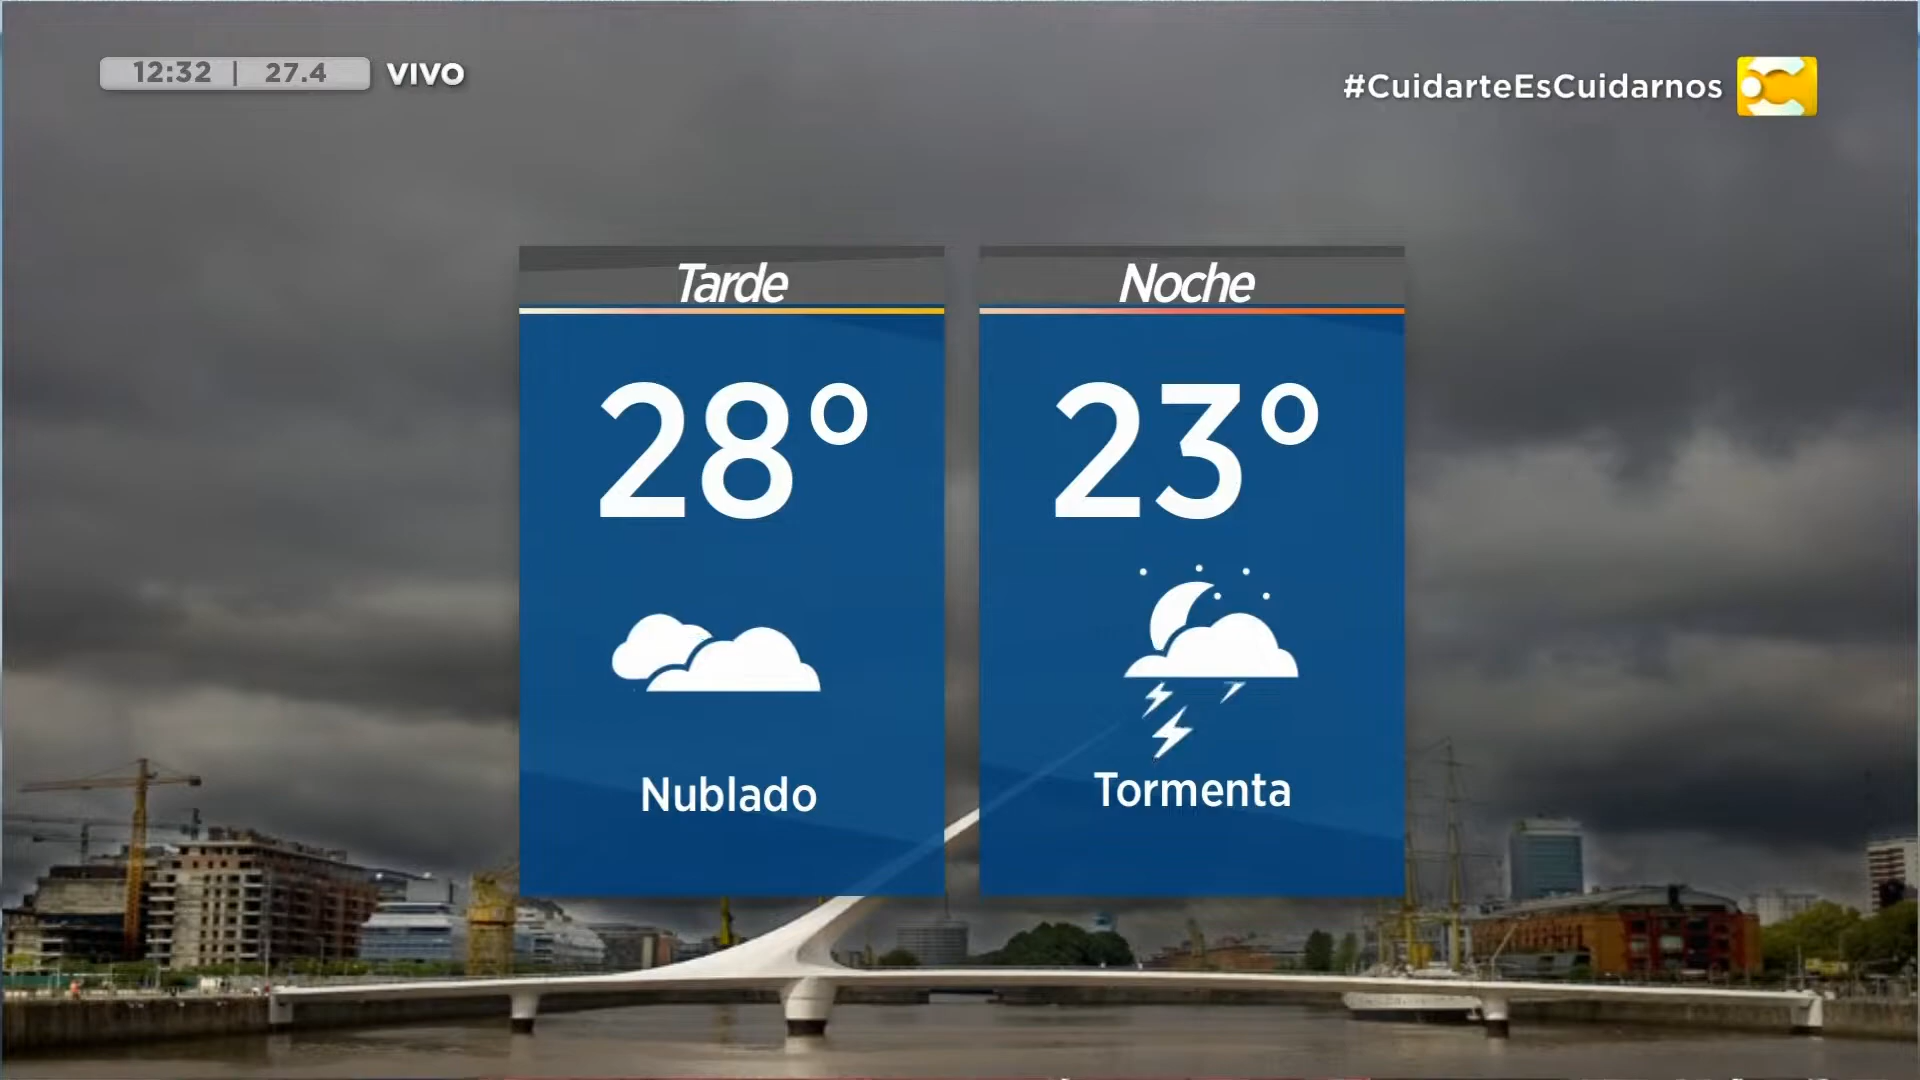 12:32 | 27.4 VIVO
#CuidarteEsCuidarnos
Tarde
28°
Nublado
Noche
23°
Tormenta